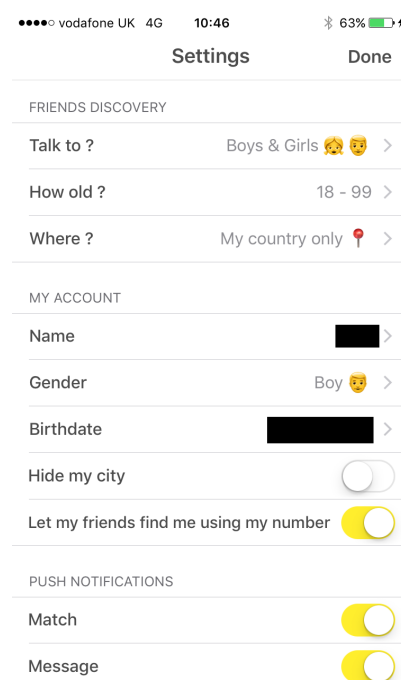 vodafone UK 4G 10:46 63%
Settings Done
FRIENDS DISCOVERY
Talk to ? Boys & Girls 👧👨
How old ? 18 - 99
Where ? My country only 📍
MY ACCOUNT
Name
Gender Boy 👨
Birthdate
Hide my city
Let my friends find me using my number
PUSH NOTIFICATIONS
Match
Message